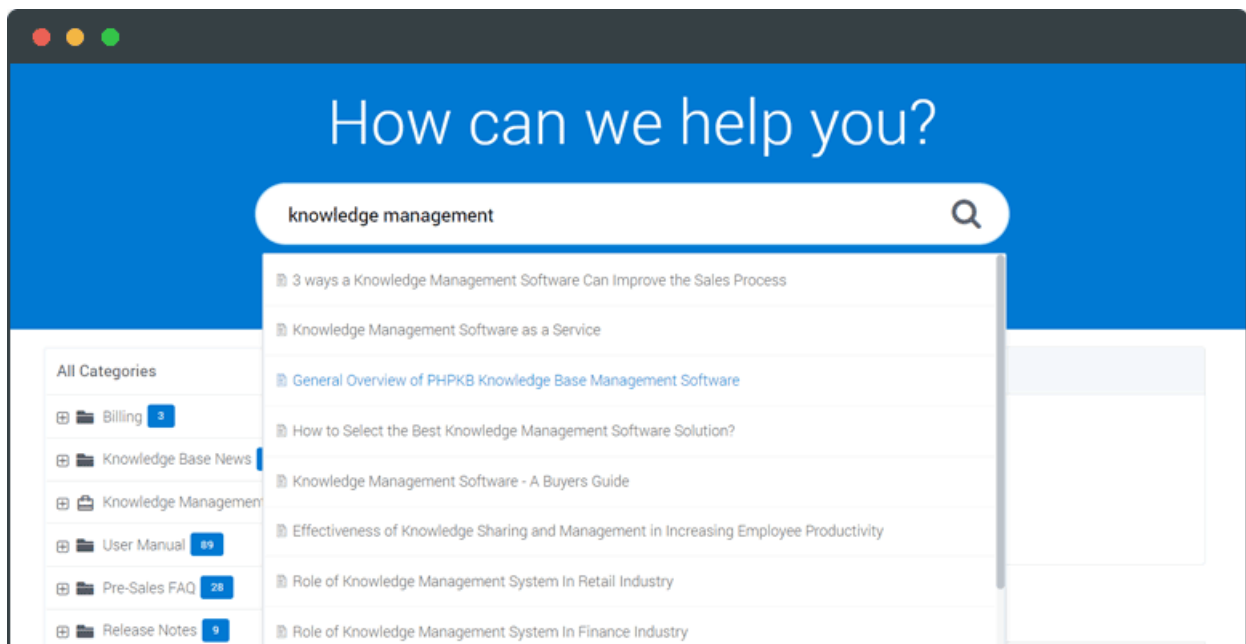 How can we help you?
knowledge management
3 ways a Knowledge Management Software Can Improve the Sales Process
Knowledge Management Software as a Service
General Overview of PHPKB Knowledge Base Management Software
How to Select the Best Knowledge Management Software Solution?
Knowledge Management Software - A Buyers Guide
Effectiveness of Knowledge Sharing and Management in Increasing Employee Productivity
Role of Knowledge Management System In Retail Industry
Role of Knowledge Management System In Finance Industry
All Categories
Billing 3
Knowledge Base News
Knowledge Management
User Manual 89
Pre-Sales FAQ 28
Release Notes 9